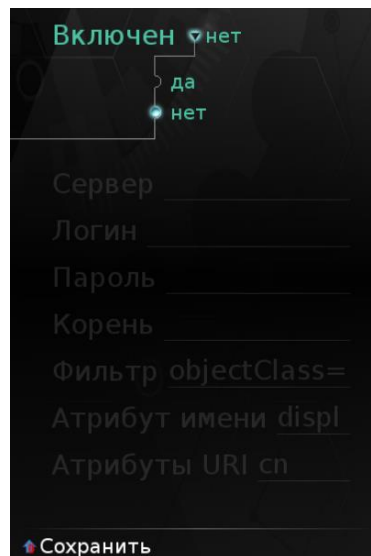 Включен нет
да
нет
Сервер
Логин
Пароль
Корень
Фильтр objectClass=
Атрибут имени displ
Атрибуты URI cn
Сохранить